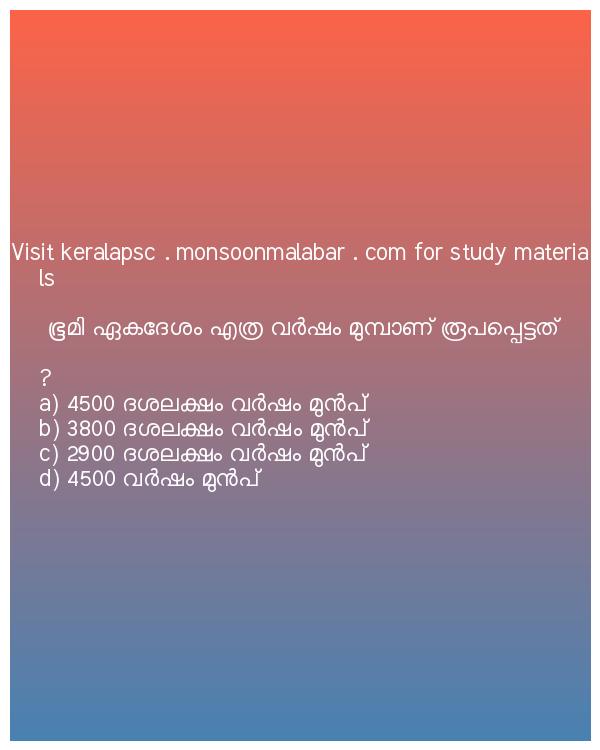 Visit keralapsc . monsoonmalabar . com for study materia
ls
ഭൂമി ഏകദേശം എത്ര വർഷം മുമ്പാണ് രൂപപ്പെട്ടത്
?
a) 4500 ദശലക്ഷം വർഷം മുൻപ്
b) 3800 ദശലക്ഷം വർഷം മുൻപ്
c) 2900 ദശലക്ഷം വർഷം മുൻപ്
d) 4500 വർഷം മുൻപ്